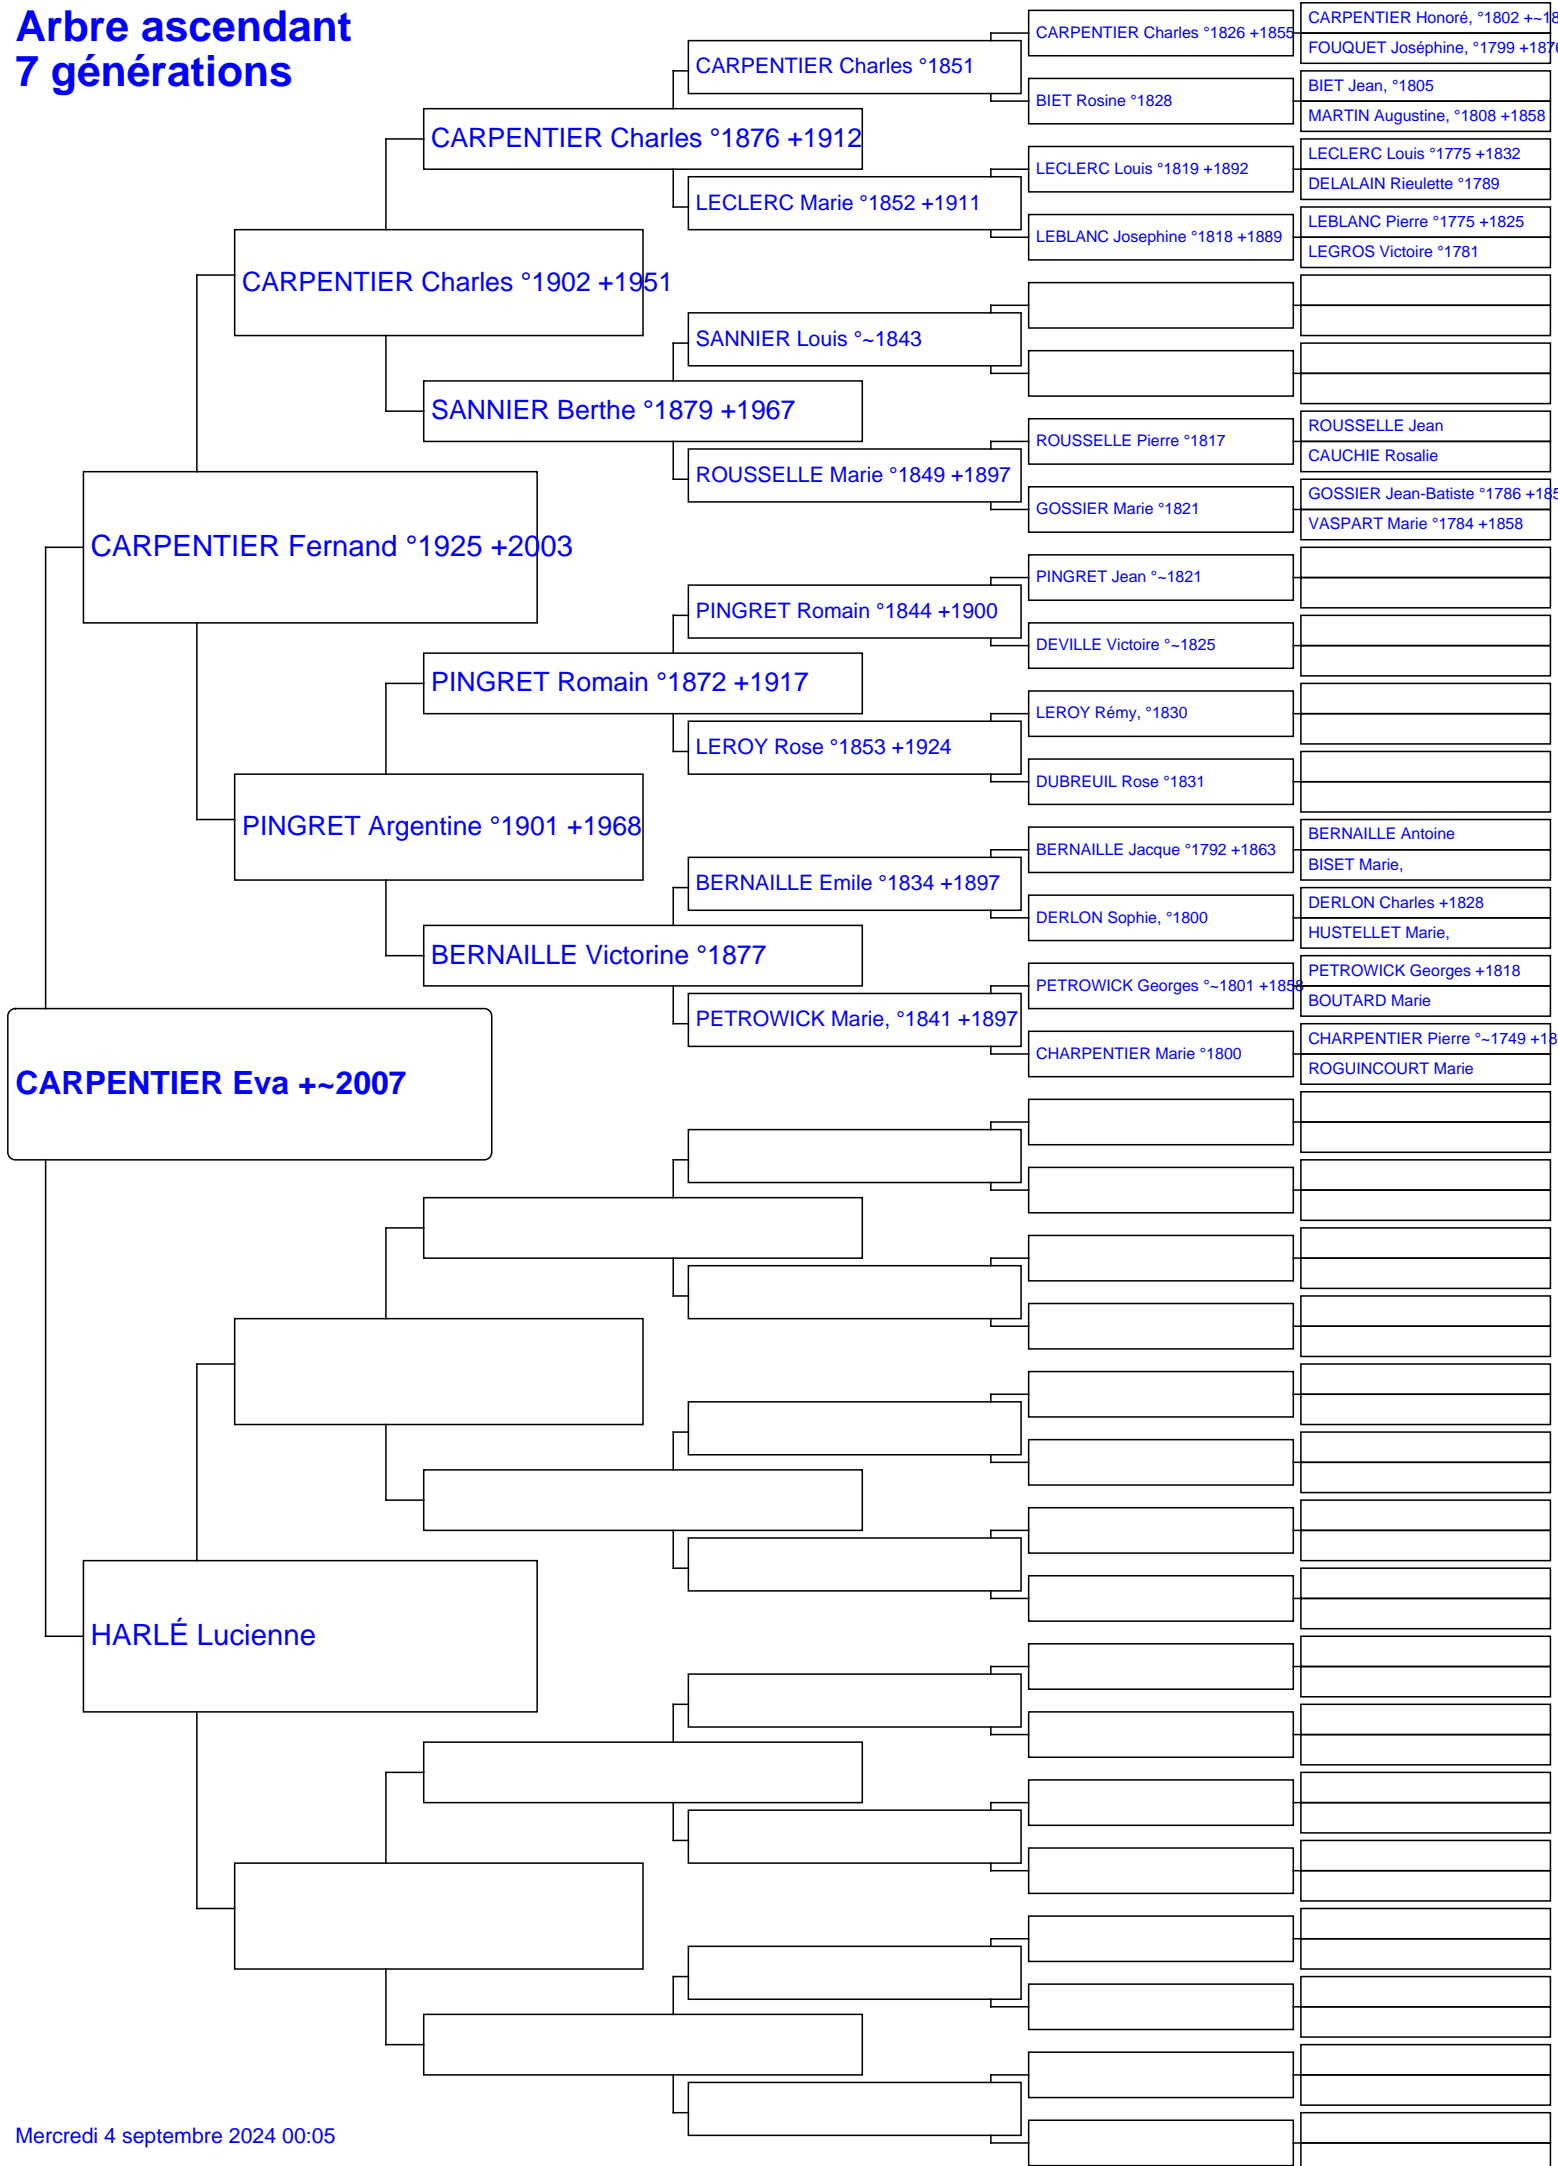 Arbre ascendant
7 générations
CARPENTIER Eva +~2007
CARPENTIER Fernand °1925 +2003
HARLÉ Lucienne
CARPENTIER Charles °1902 +1951
PINGRET Argentine °1901 +1968
CARPENTIER Charles °1876 +1912
SANNIER Berthe °1879 +1967
PINGRET Romain °1872 +1917
BERNAILLE Victorine °1877
CARPENTIER Charles °1851
LECLERC Marie °1852 +1911
SANNIER Louis °~1843
ROUSSELLE Marie °1849 +1897
PINGRET Romain °1844 +1900
LEROY Rose °1853 +1924
BERNAILLE Emile °1834 +1897
PETROWICK Marie, °1841 +1897
CARPENTIER Charles °1826 +1855
BIET Rosine °1828
LECLERC Louis °1819 +1892
LEBLANC Josephine °1818 +1889
ROUSSELLE Pierre °1817
GOSSIER Marie °1821
PINGRET Jean °~1821
DEVILLE Victoire °~1825
LEROY Rémy, °1830
DUBREUIL Rose °1831
BERNAILLE Jacque °1792 +1863
DERLON Sophie, °1800
PETROWICK Georges °~1801 +1858
CHARPENTIER Marie °1800
CARPENTIER Honoré, °1802 +~18
FOUQUET Joséphine, °1799 +1876
BIET Jean, °1805
MARTIN Augustine, °1808 +1858
LECLERC Louis °1775 +1832
DELALAIN Rieulette °1789
LEBLANC Pierre °1775 +1825
LEGROS Victoire °1781
ROUSSELLE Jean
CAUCHIE Rosalie
GOSSIER Jean-Batiste °1786 +185
VASPART Marie °1784 +1858
BERNAILLE Antoine
BISET Marie,
DERLON Charles +1828
HUSTELLET Marie,
PETROWICK Georges +1818
BOUTARD Marie
CHARPENTIER Pierre °~1749 +18
ROGUINCOURT Marie
Mercredi 4 septembre 2024 00:05